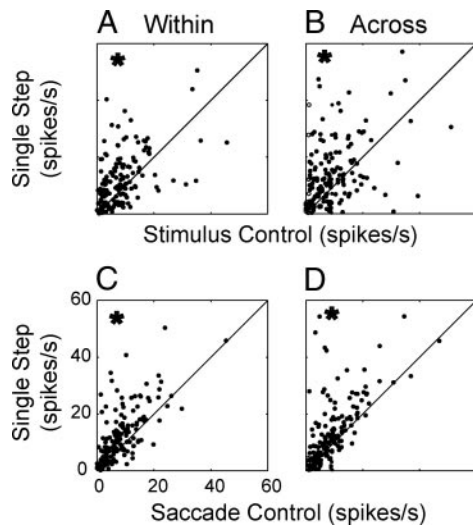 A Within
B Across
*
*
Single Step
(spikes/s)
Stimulus Control (spikes/s)
C
D
*
*
60
40
20
0
Single Step
(spikes/s)
0 20 40 60
Saccade Control (spikes/s)